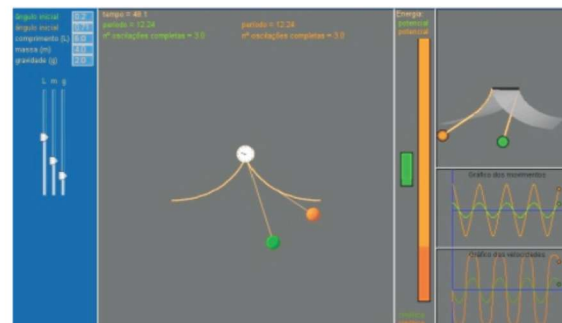 ângulo inicial
ângulo inicial
comprimento (L)
massa (m)
gravidade (g)
L m g
tempo = 48.1
período = 12.24
nº oscilações completas = 3.0
período = 12.24
nº oscilações completas = 3.0
Energia:
potencial
potencial
Gráfico dos movimentos
Gráfico das velocidades